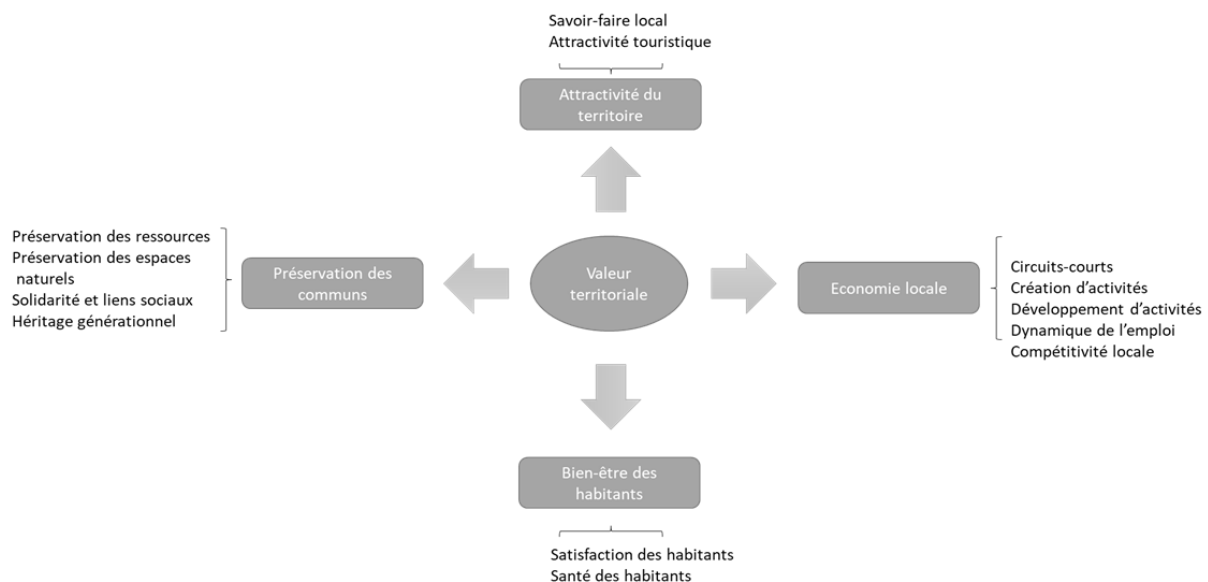 Savoir-faire local
Attractivité touristique
Attractivité du
territoire
Préservation des ressources
Préservation des espaces
naturels
Solidarité et liens sociaux
Héritage générationnel
Préservation des
communs
Valeur
territoriale
Economie locale
Circuits-courts
Création d’activités
Développement d’activités
Dynamique de l’emploi
Compétitivité locale
Bien-être des
habitants
Satisfaction des habitants
Santé des habitants